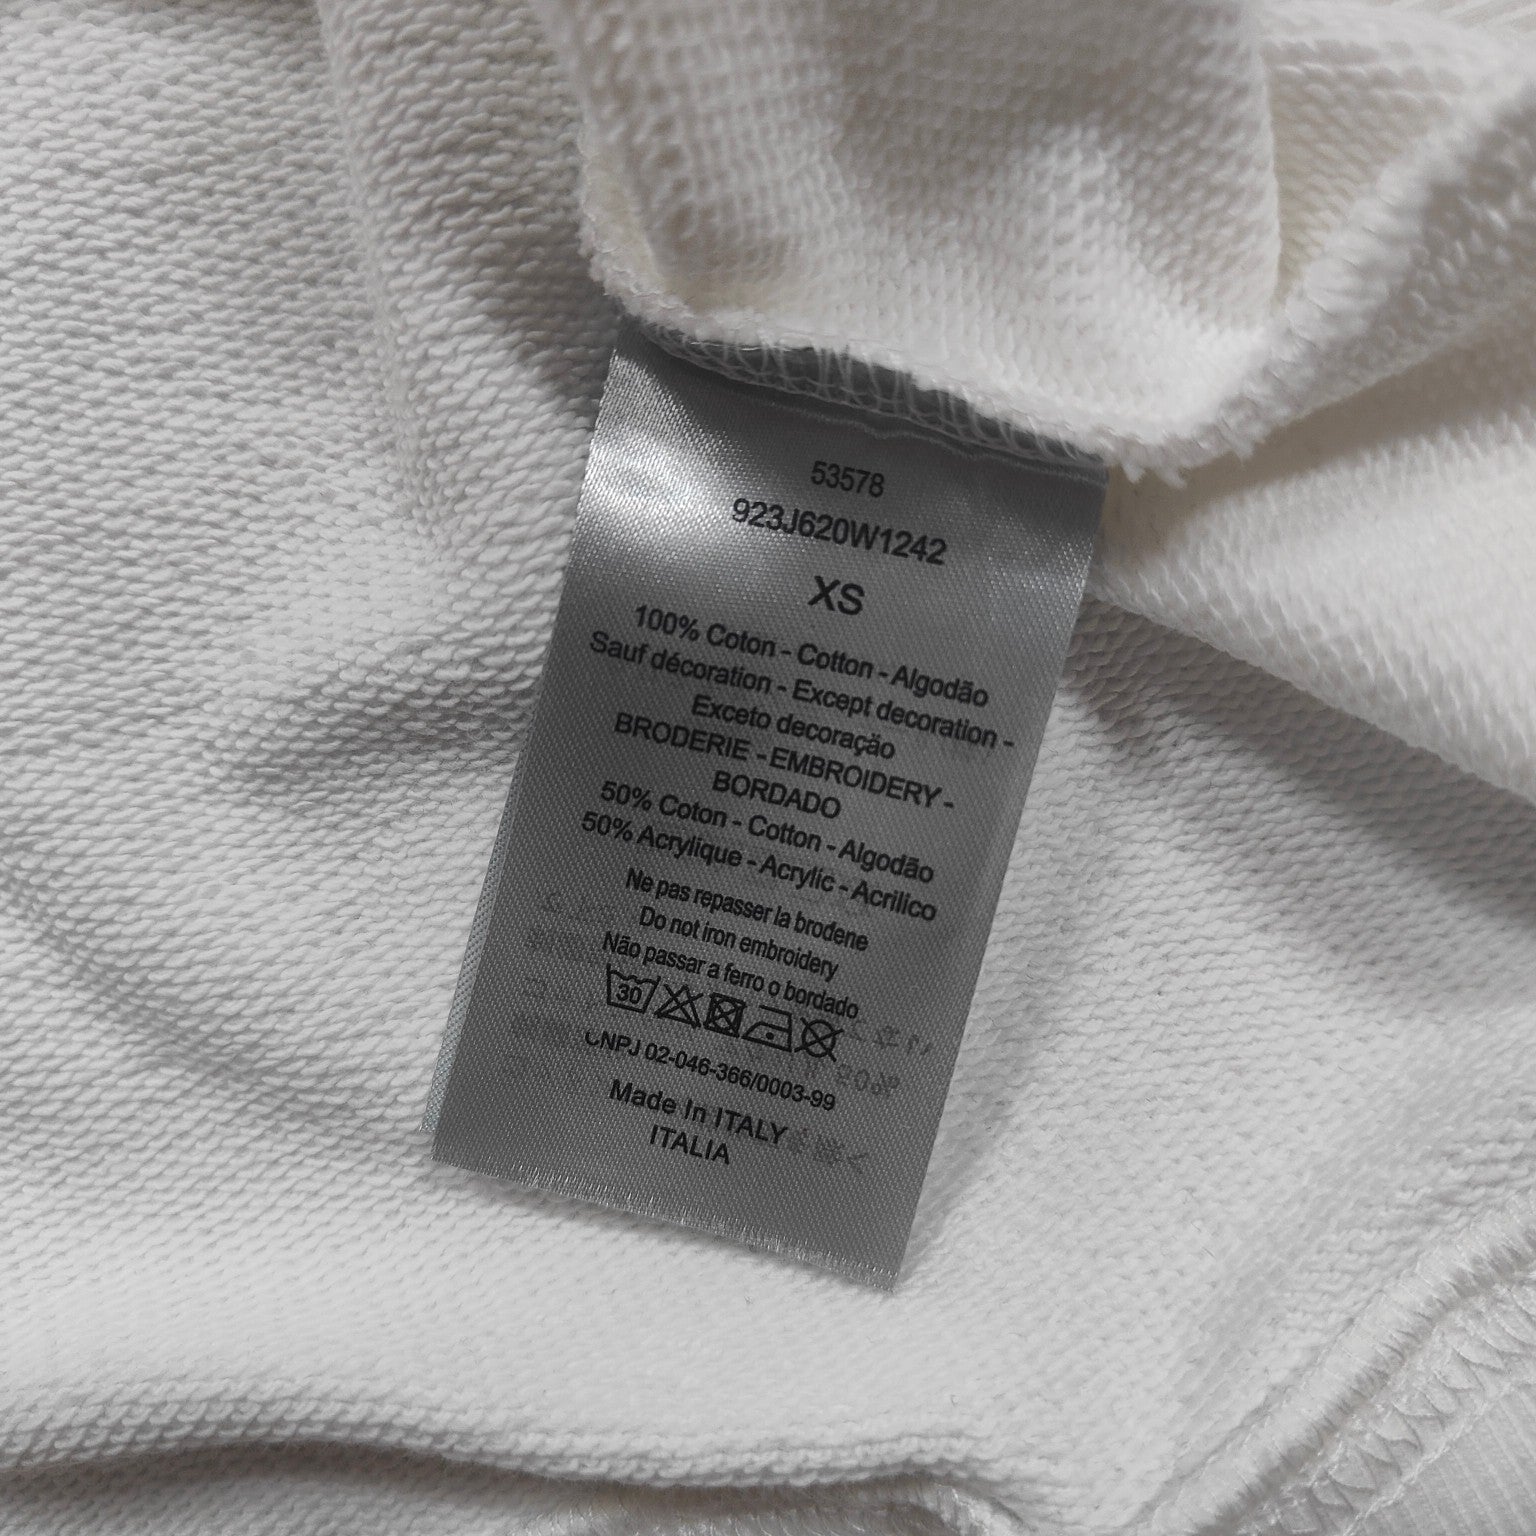 53578
923J620W1242
XS
100% Coton - Cotton - Algodão
Sauf décoration - Except decoration -
Exceto decoração
BRODERIE - EMBROIDERY -
BORDADO
50% Coton - Cotton - Algodão
50% Acrylique - Acrylic - Acrilico
Ne pas repasser la broderie
Do not iron embroidery
Não passar a ferro o bordado
30
CNPJ 02-046-366/0003-99
Made In ITALY
ITALIA